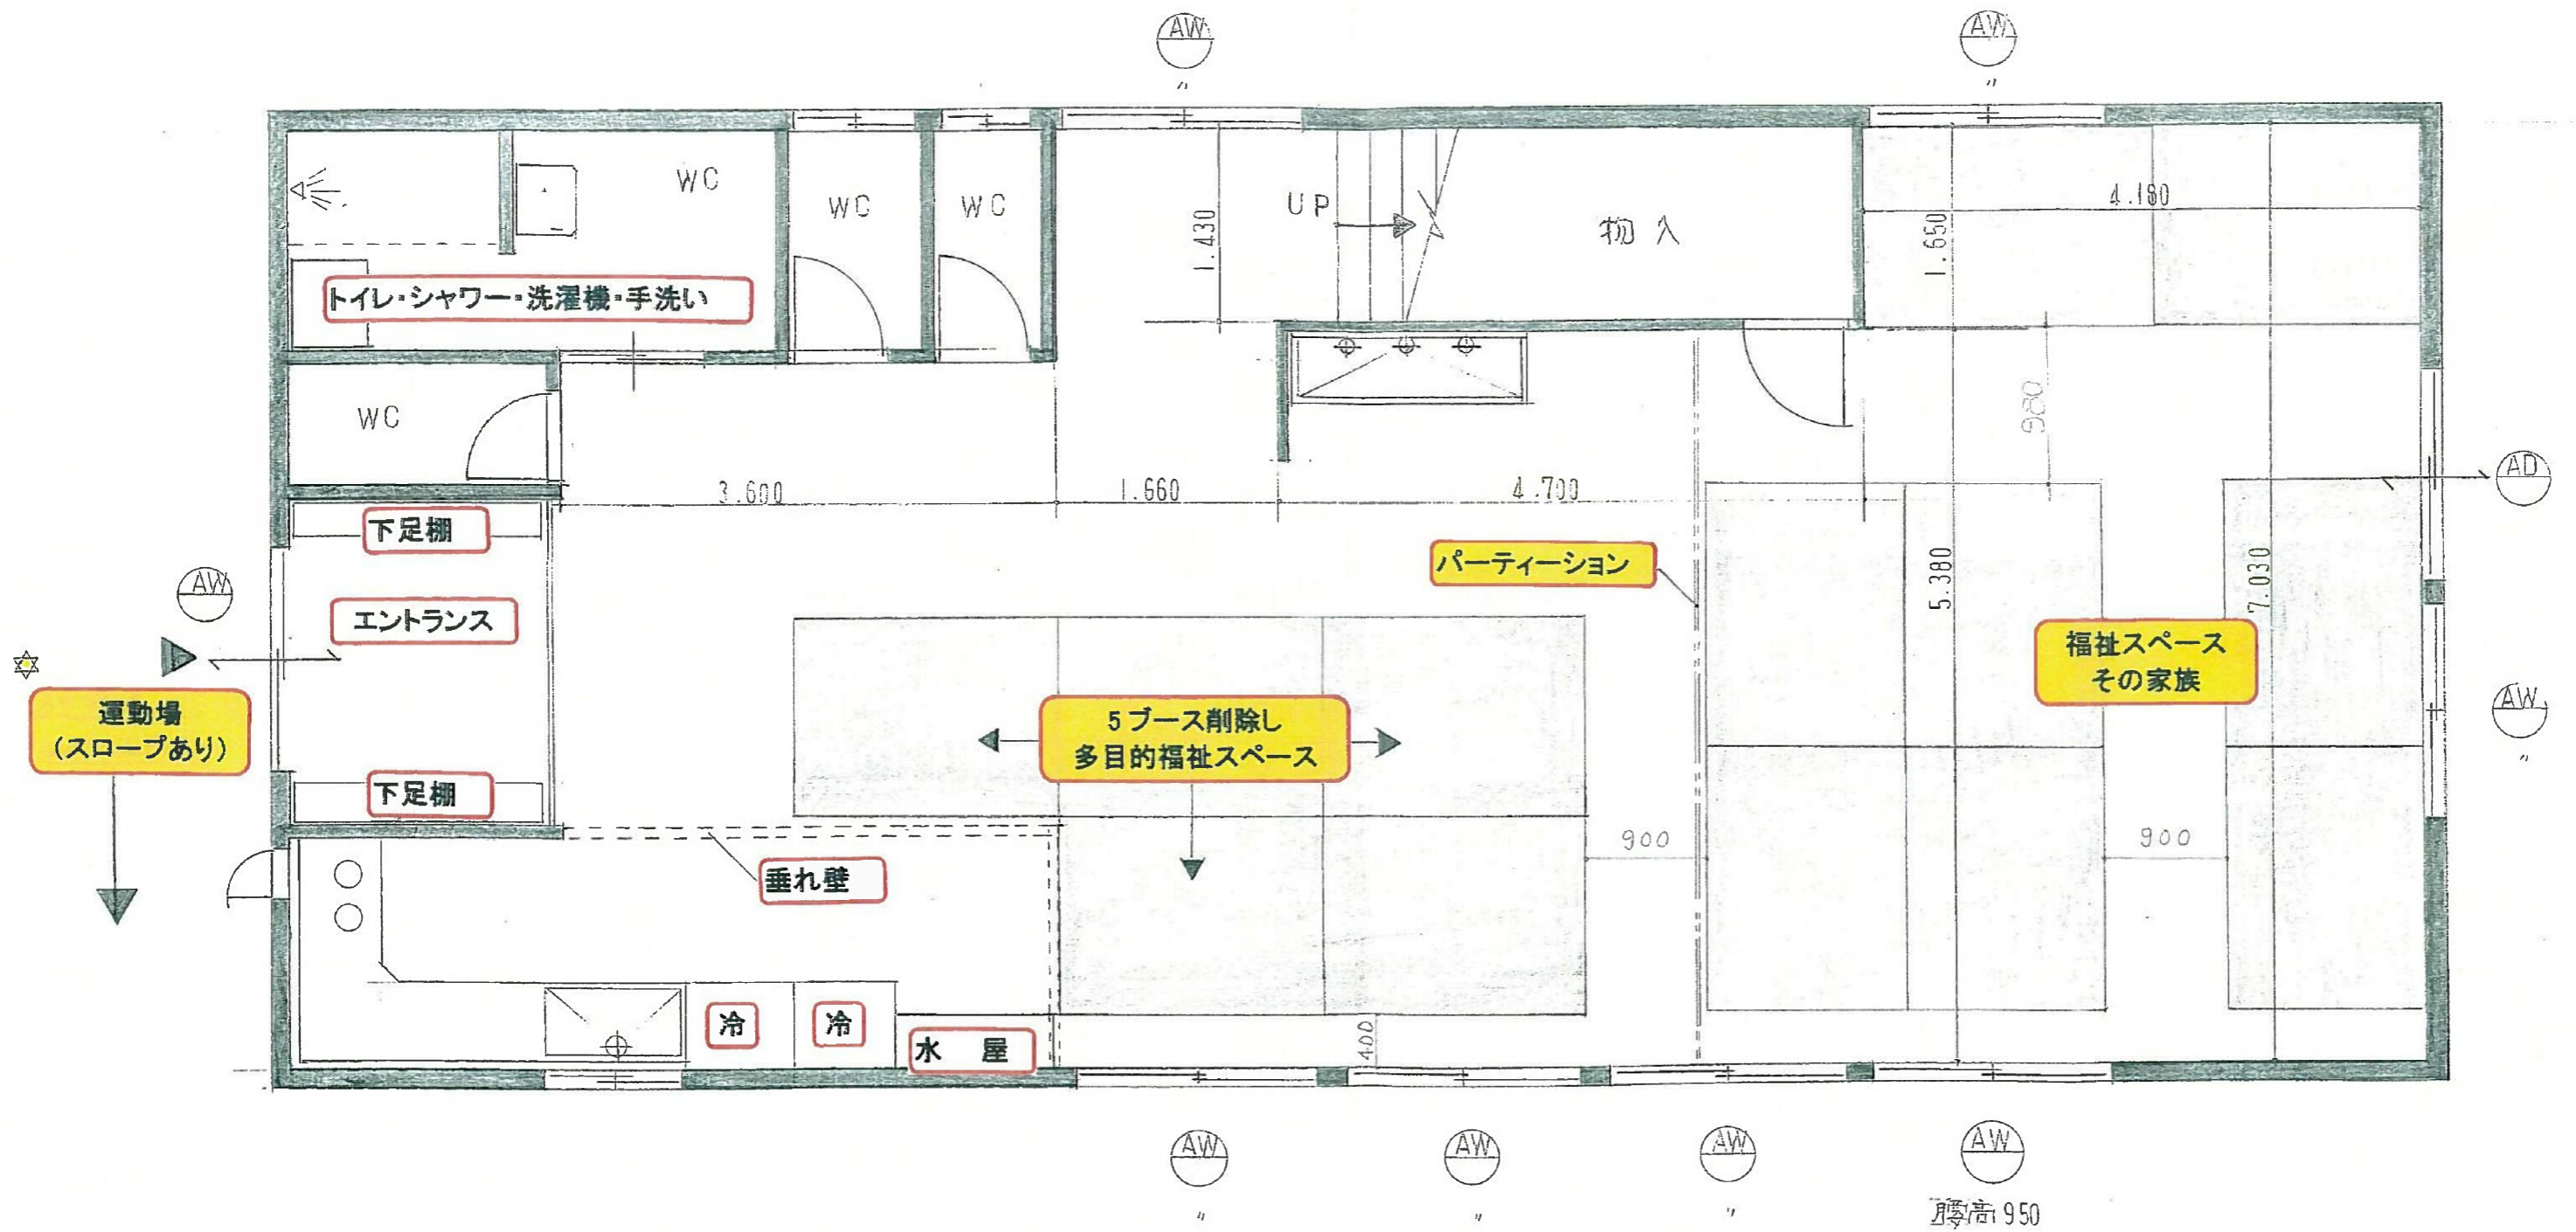 AW
〃
AW
〃
WC
WC
WC
UP
物入
1.430
1.650
4.180
トイレ・シャワー・洗濯機・手洗い
WC
980
AD
3.600
1.660
4.700
下足棚
パーティーション
5.380
7.030
AW
エントランス
福祉スペース
その家族
運動場
(スロープあり)
5ブース削除し
多目的福祉スペース
AW
〃
下足棚
900
900
垂れ壁
冷
冷
水 屋
400
AW
〃
AW
〃
AW
〃
AW
腰高950